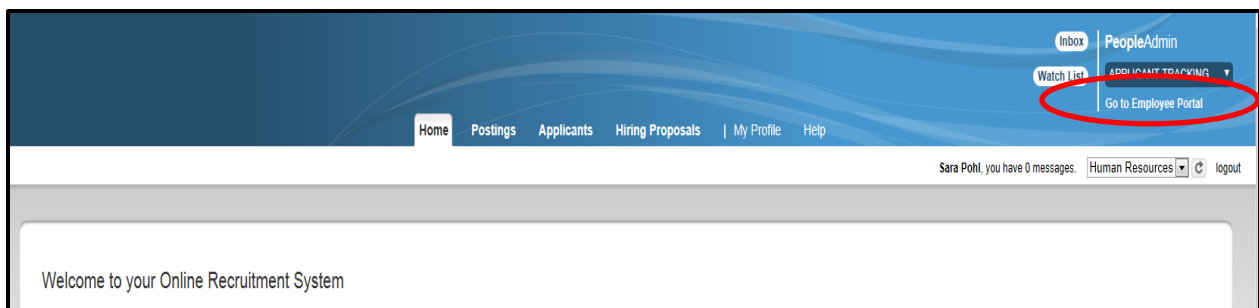 Inbox PeopleAdmin
Watch List APPLICANT TRACKING
Go to Employee Portal
Home Postings Applicants Hiring Proposals | My Profile Help
Sara Pohl, you have 0 messages. Human Resources logout
Welcome to your Online Recruitment System